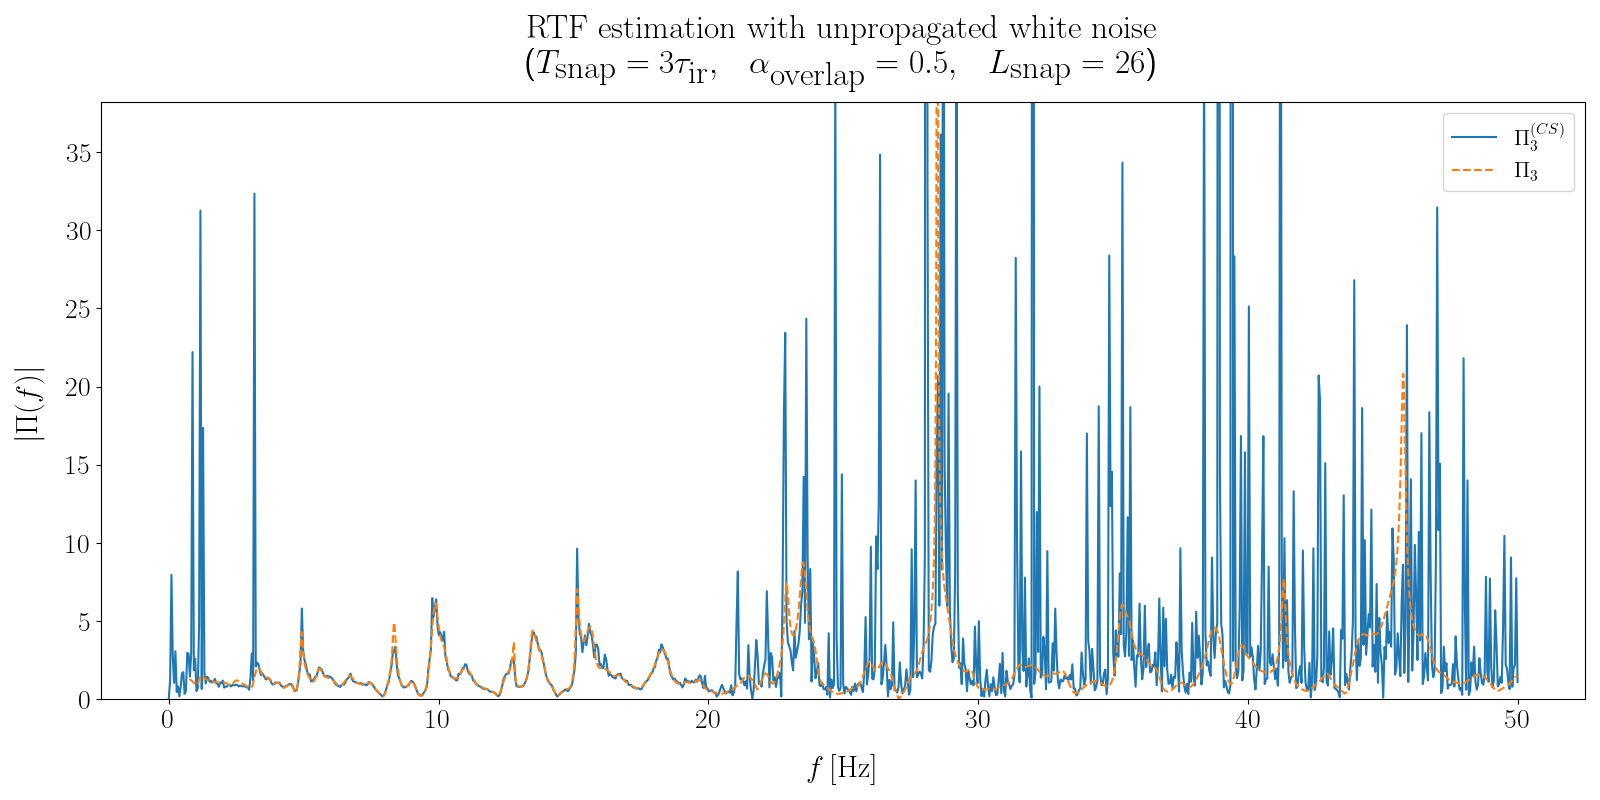 RTF estimation with unpropagated white noise
(T_snap = 3τ_ir, α_overlap = 0.5, L_snap = 26)
Π_3^(CS)
Π_3
|Π(f)|
35
30
25
20
15
10
5
0
0 10 20 30 40 50
f [Hz]